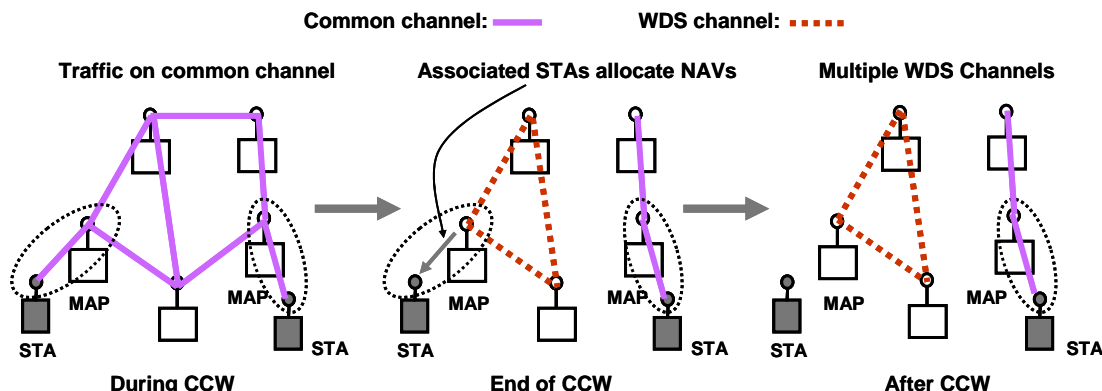 Common channel: WDS channel:
Traffic on common channel Associated STAs allocate NAVs Multiple WDS Channels
MAP MAP MAP MAP MAP
STA STA STA STA STA STA
During CCW End of CCW After CCW